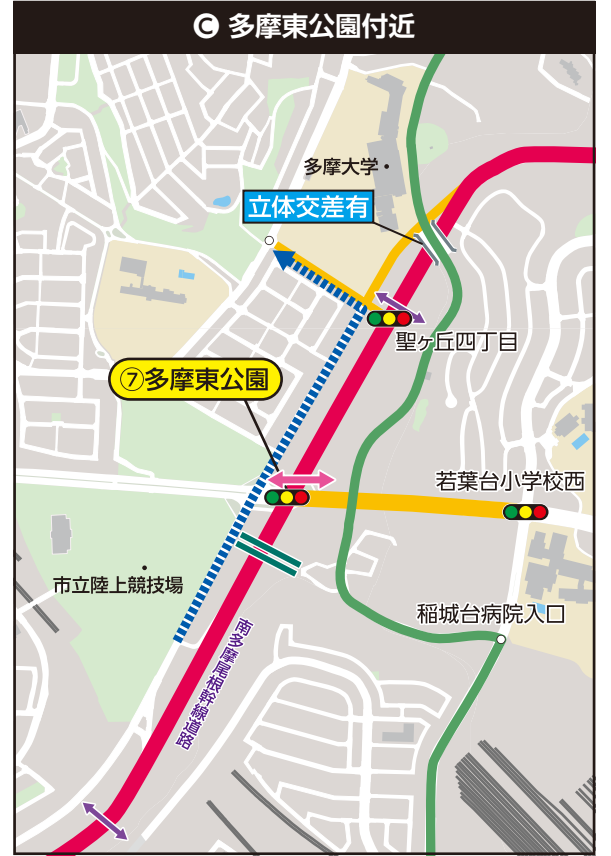 C 多摩東公園付近
多摩大学
立体交差有
聖ヶ丘四丁目
⑦多摩東公園
若葉台小学校西
市立陸上競技場
稲城台病院入口
南多摩尾根幹線道路